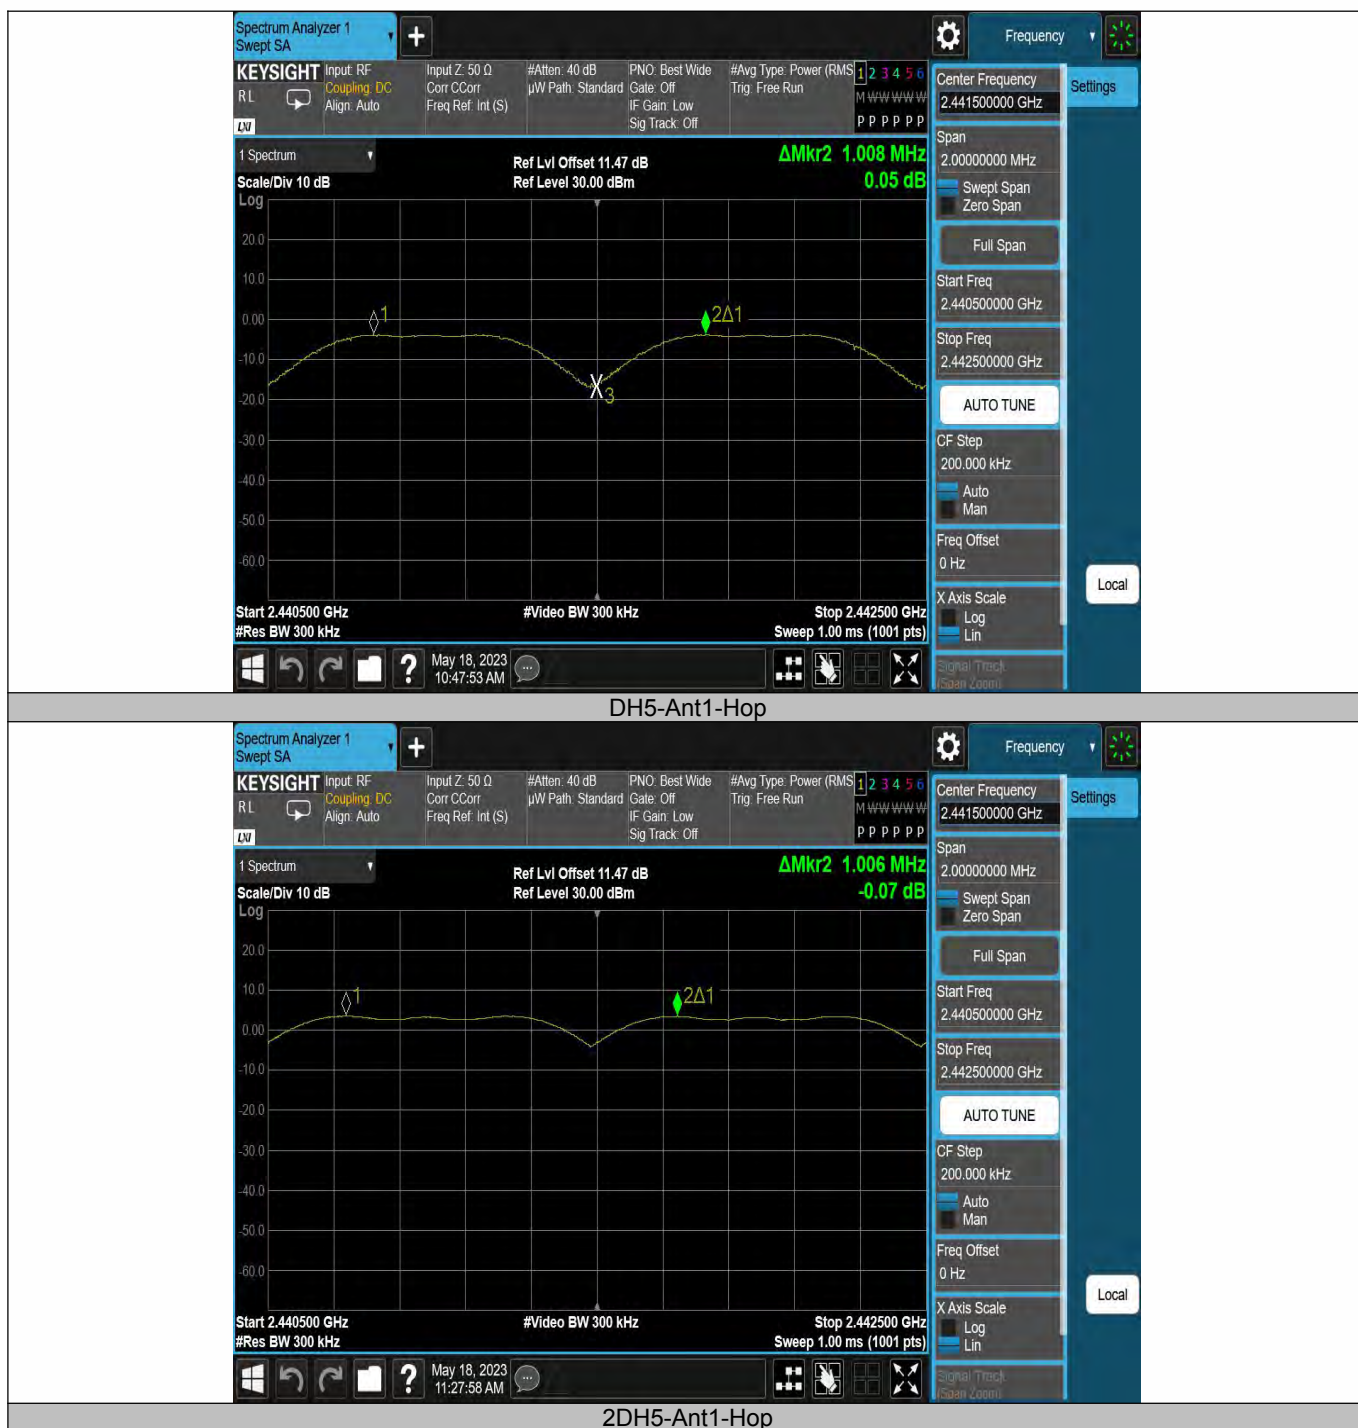 Spectrum Analyzer 1
Swept SA
+
Frequency
KEYSIGHT
RL
LXI
Input: RF
Coupling: DC
Align: Auto
Input Z: 50 Ω
Corr CCorr
Freq Ref: Int (S)
#Atten: 40 dB
µW Path: Standard
PNO: Best Wide
Gate: Off
IF Gain: Low
Sig Track: Off
#Avg Type: Power (RMS
Trig: Free Run
1 2 3 4 5 6
M W W W W W
P P P P P P
Center Frequency
2.441500000 GHz
Settings
Span
2.00000000 MHz
Swept Span
Zero Span
Full Span
Start Freq
2.440500000 GHz
Stop Freq
2.442500000 GHz
AUTO TUNE
CF Step
200.000 kHz
Auto
Man
Freq Offset
0 Hz
X Axis Scale
Log
Lin
Signal Track
(Span Zoom)
Local
1 Spectrum
Scale/Div 10 dB
Log
Ref Lvl Offset 11.47 dB
Ref Level 30.00 dBm
ΔMkr2 1.008 MHz
0.05 dB
20.0
10.0
0.00
-10.0
-20.0
-30.0
-40.0
-50.0
-60.0
1
2Δ1
3
Start 2.440500 GHz
#Res BW 300 kHz
#Video BW 300 kHz
Stop 2.442500 GHz
Sweep 1.00 ms (1001 pts)
?
May 18, 2023
10:47:53 AM
DH5-Ant1-Hop
Spectrum Analyzer 1
Swept SA
+
Frequency
KEYSIGHT
RL
LXI
Input: RF
Coupling: DC
Align: Auto
Input Z: 50 Ω
Corr CCorr
Freq Ref: Int (S)
#Atten: 40 dB
µW Path: Standard
PNO: Best Wide
Gate: Off
IF Gain: Low
Sig Track: Off
#Avg Type: Power (RMS
Trig: Free Run
1 2 3 4 5 6
M W W W W W
P P P P P P
Center Frequency
2.441500000 GHz
Settings
Span
2.00000000 MHz
Swept Span
Zero Span
Full Span
Start Freq
2.440500000 GHz
Stop Freq
2.442500000 GHz
AUTO TUNE
CF Step
200.000 kHz
Auto
Man
Freq Offset
0 Hz
X Axis Scale
Log
Lin
Signal Track
(Span Zoom)
Local
1 Spectrum
Scale/Div 10 dB
Log
Ref Lvl Offset 11.47 dB
Ref Level 30.00 dBm
ΔMkr2 1.006 MHz
-0.07 dB
20.0
10.0
0.00
-10.0
-20.0
-30.0
-40.0
-50.0
-60.0
1
2Δ1
Start 2.440500 GHz
#Res BW 300 kHz
#Video BW 300 kHz
Stop 2.442500 GHz
Sweep 1.00 ms (1001 pts)
?
May 18, 2023
11:27:58 AM
2DH5-Ant1-Hop